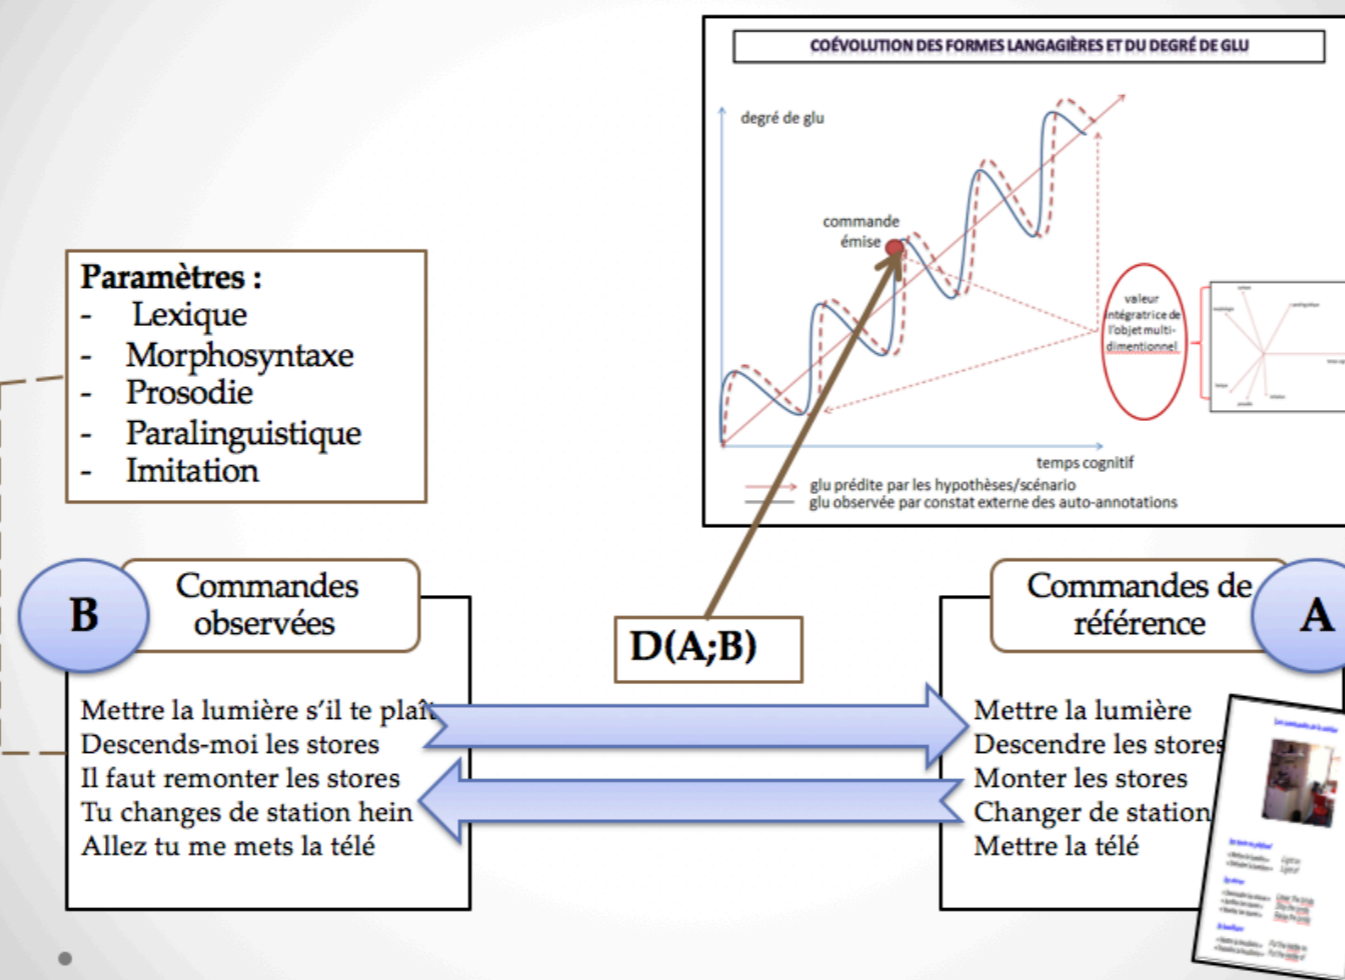 COÉVOLUTION DES FORMES LANGAGIÈRES ET DU DEGRÉ DE GLU
degré de glu
commande
émise
valeur
intégratrice de
l'objet multi-
dimentionnel
temps cognitif
glu prédite par les hypothèses/scénario
glu observée par constat externe des auto-annotations
Paramètres :
- Lexique
- Morphosyntaxe
- Prosodie
- Paralinguistique
- Imitation
B
Commandes
observées
Mettre la lumière s'il te plaît
Descends-moi les stores
Il faut remonter les stores
Tu changes de station hein
Allez tu me mets la télé
D(A;B)
Commandes de
référence
A
Mettre la lumière
Descendre les stores
Monter les stores
Changer de station
Mettre la télé